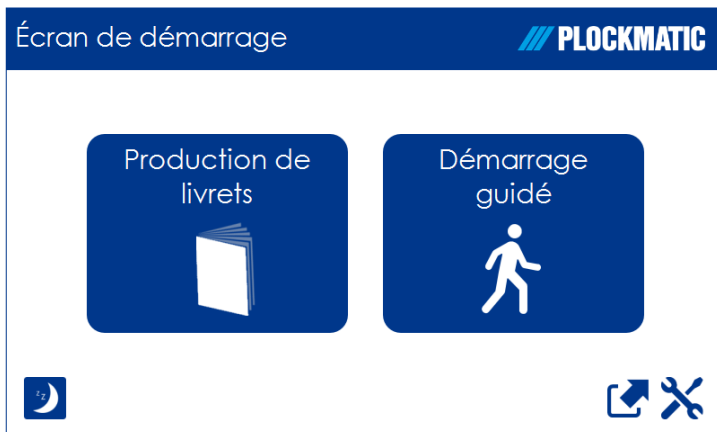 Écran de démarrage
PLOCKMATIC
Production de
livrets
Démarrage
guidé
z z